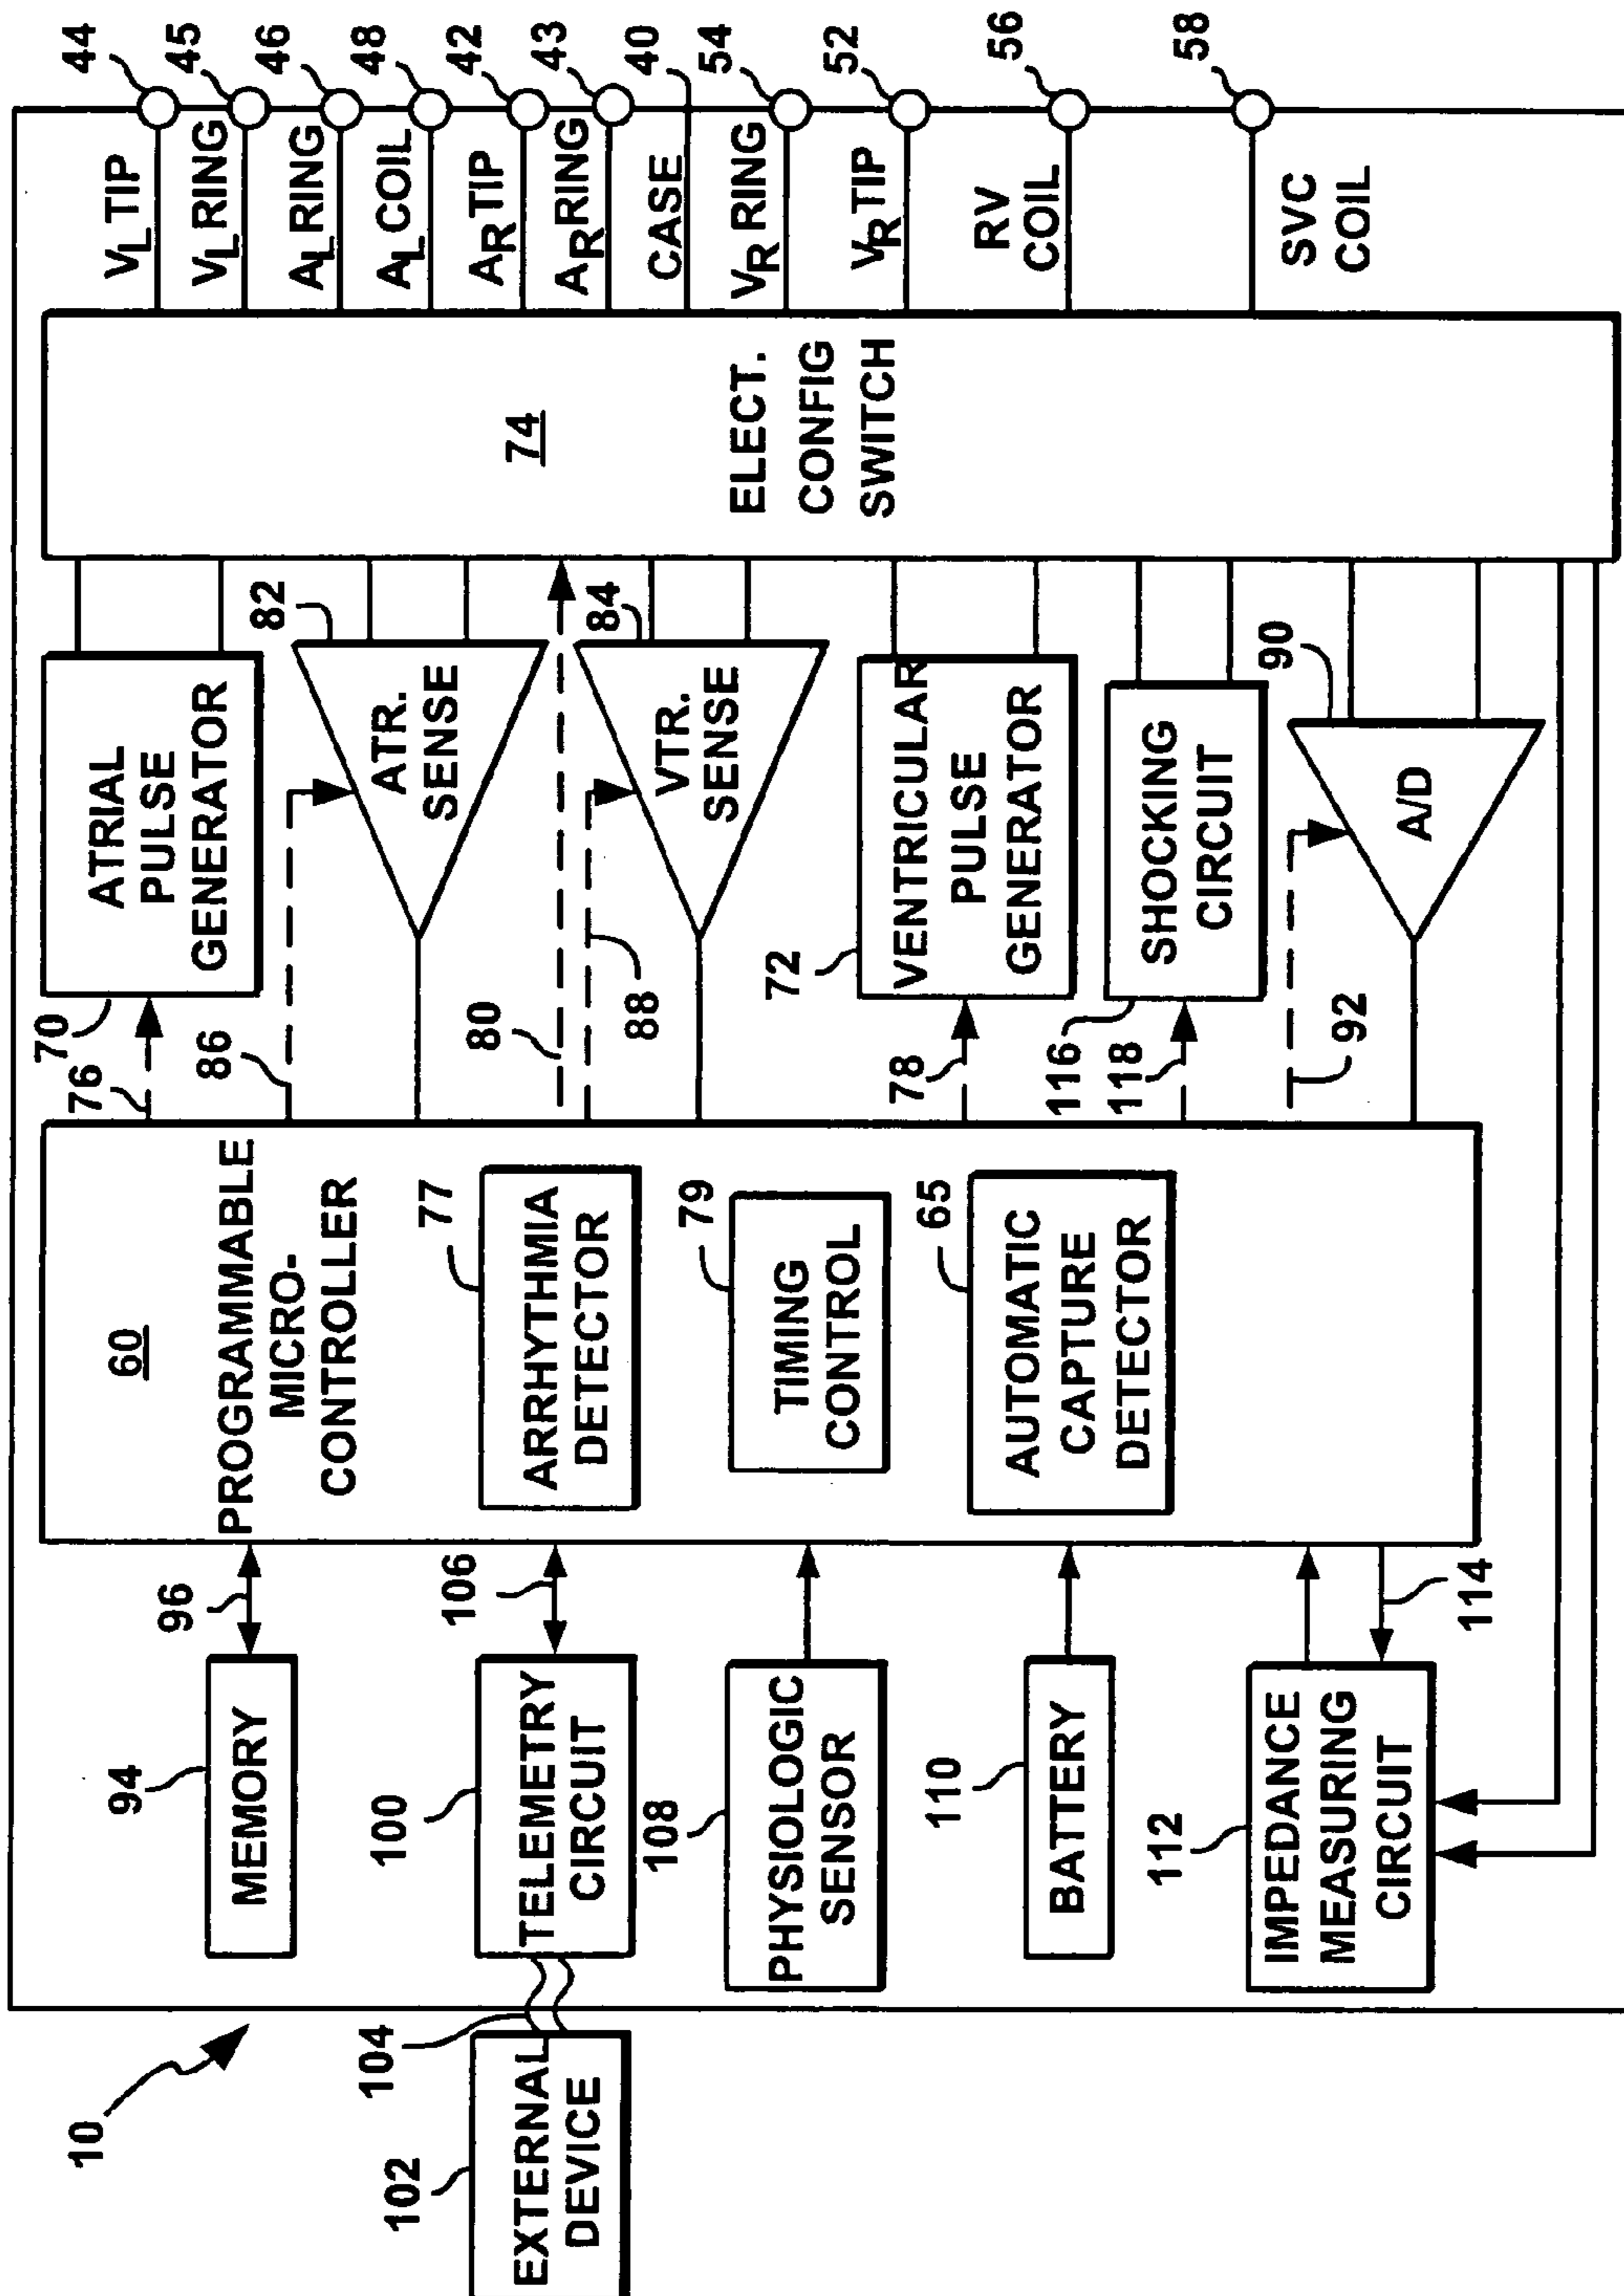 10
102
EXTERNAL
DEVICE
104
94
MEMORY
96
100
TELEMETRY
CIRCUIT
106
108
PHYSIOLOGIC
SENSOR
110
BATTERY
112
IMPEDANCE
MEASURING
CIRCUIT
114
60
PROGRAMMABLE
MICRO-
CONTROLLER
77
ARRHYTHMIA
DETECTOR
79
TIMING
CONTROL
65
AUTOMATIC
CAPTURE
DETECTOR
70
76
ATRIAL
PULSE
GENERATOR
86
82
ATR.
SENSE
80
88
84
VTR.
SENSE
72
78
VENTRICULAR
PULSE
GENERATOR
116
118
SHOCKING
CIRCUIT
92
90
A/D
74
ELECT.
CONFIG
SWITCH
VL TIP
44
VL RING
45
AL RING
46
AL COIL
48
AR TIP
42
AR RING
43
CASE
40
VR RING
54
VR TIP
52
RV
COIL
56
SVC
COIL
58